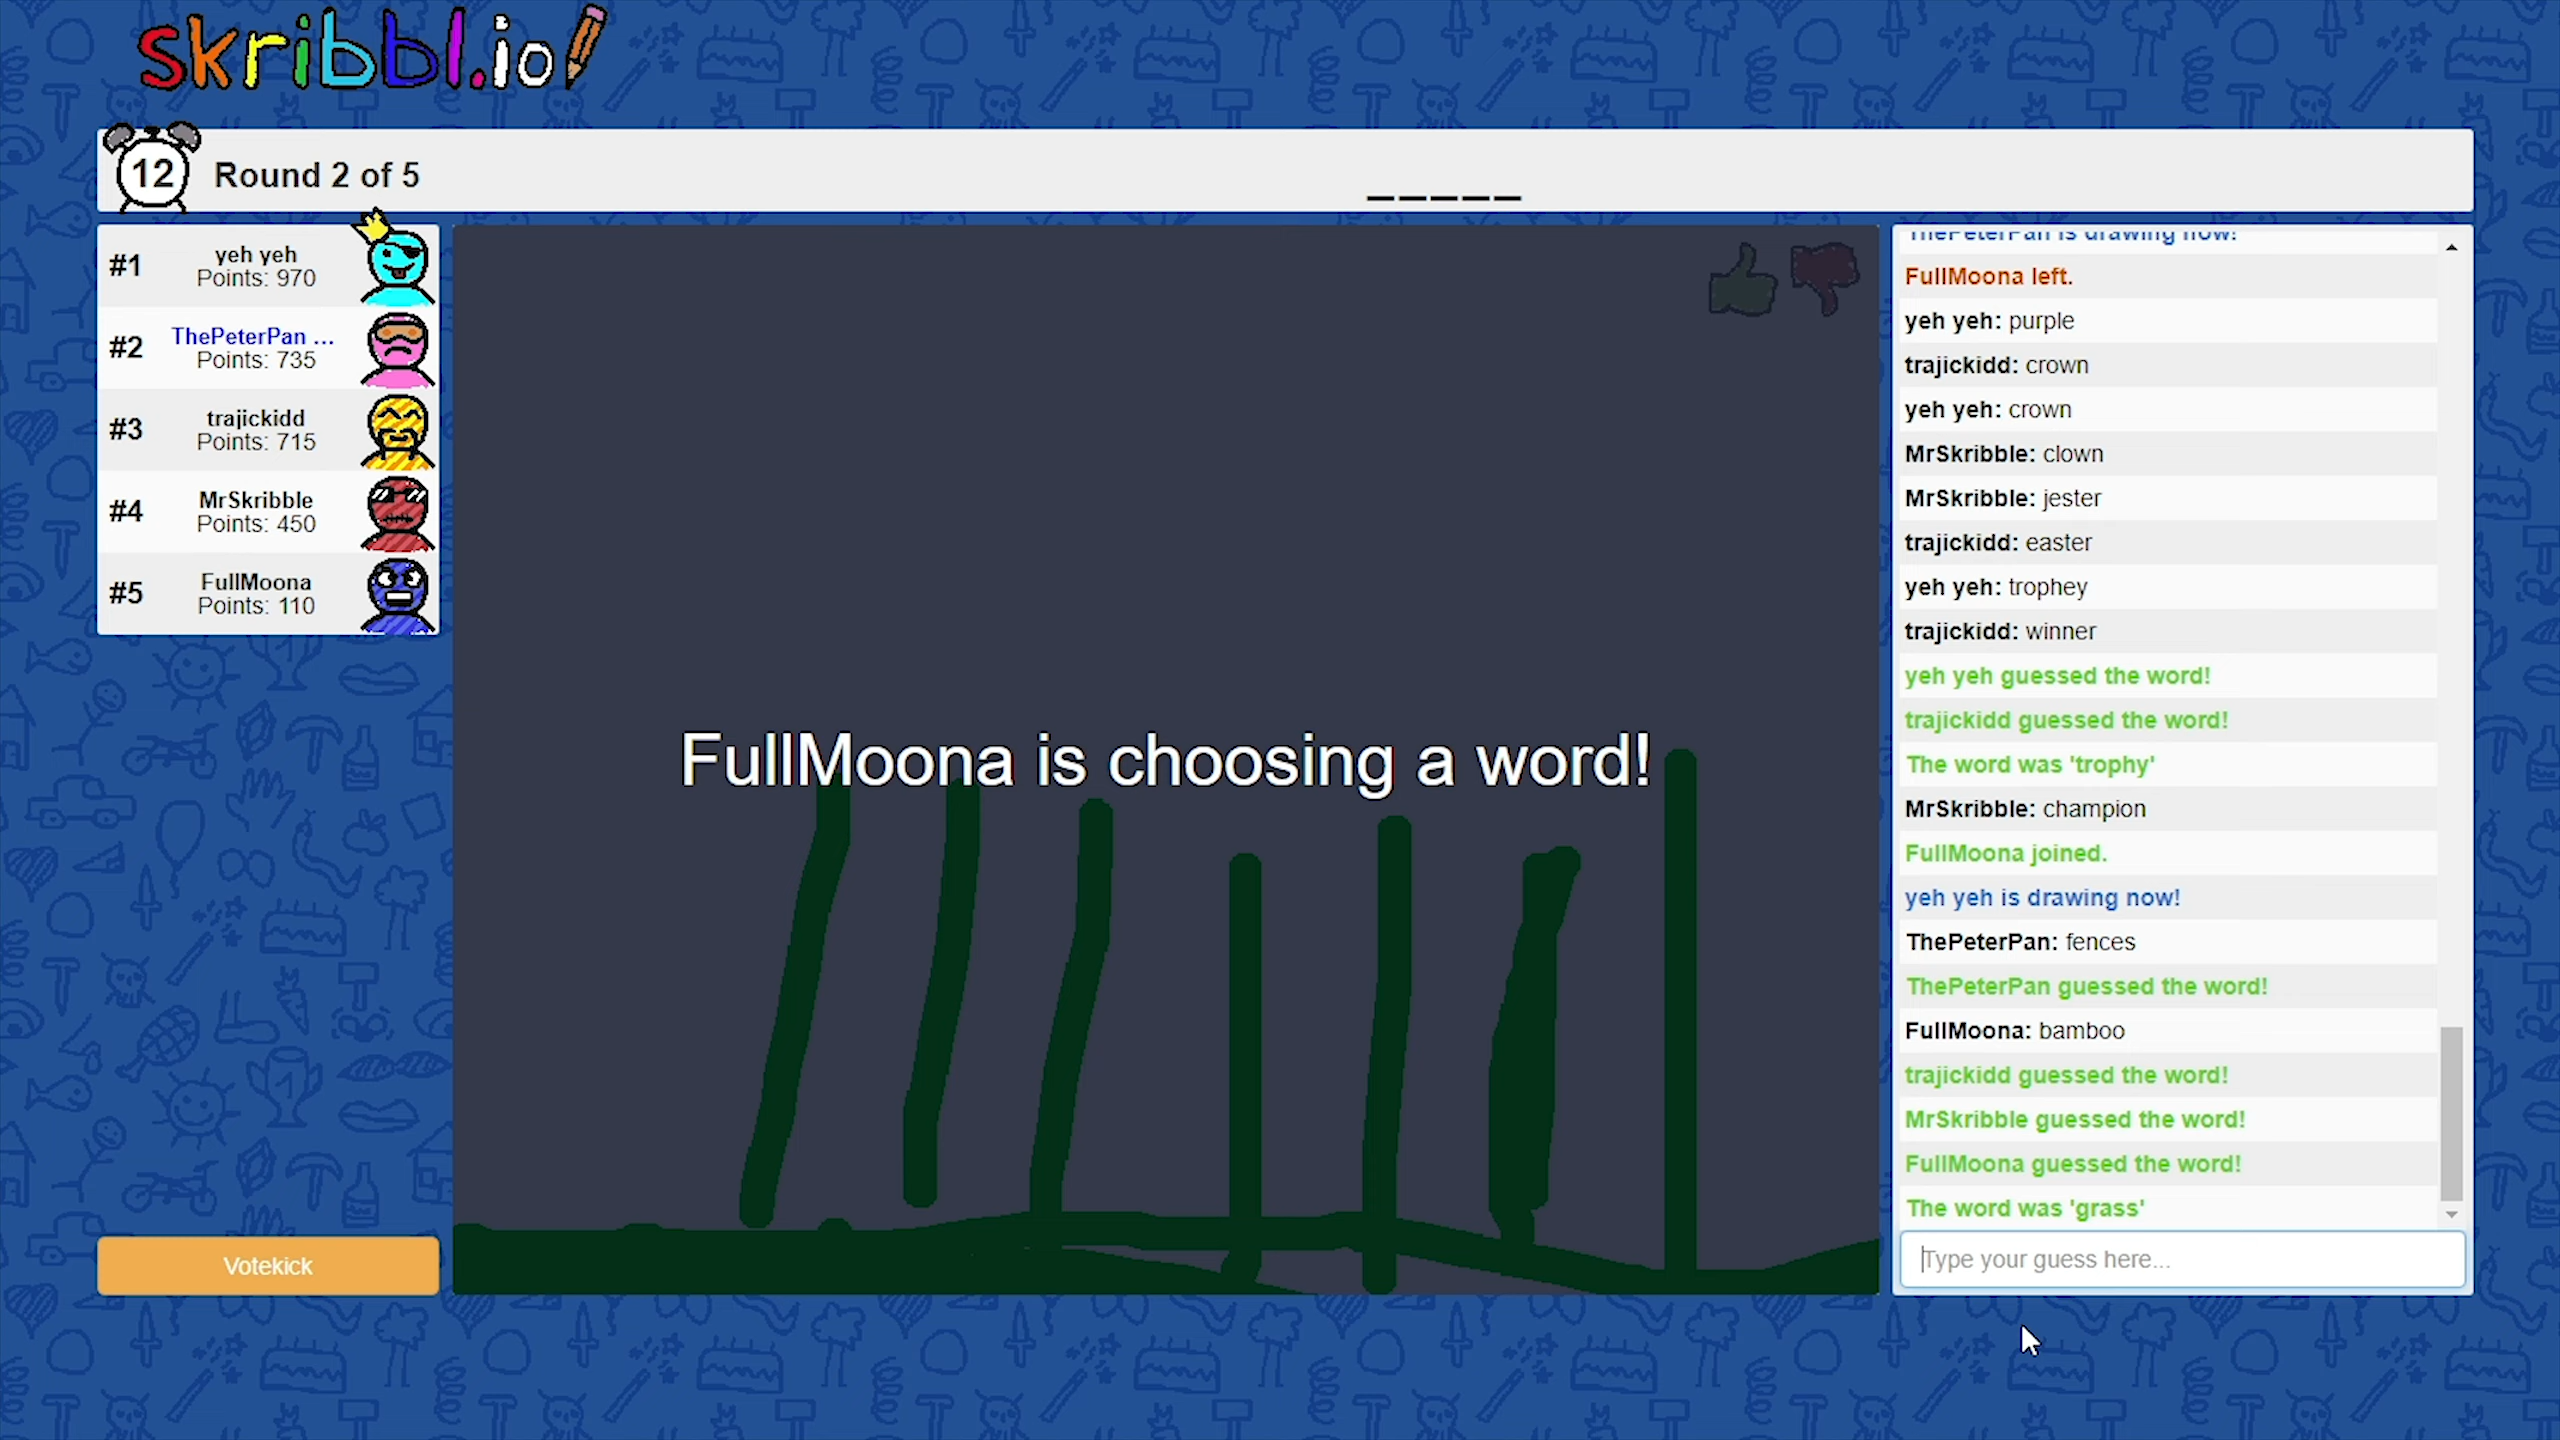 skribbl.io
12
Round 2 of 5
_____
#1
yeh yeh
Points: 970
#2
ThePeterPan ...
Points: 735
#3
trajickidd
Points: 715
#4
MrSkribble
Points: 450
#5
FullMoona
Points: 110
Votekick
FullMoona is choosing a word!
ThePeterPan is drawing now!
FullMoona left.
yeh yeh: purple
trajickidd: crown
yeh yeh: crown
MrSkribble: clown
MrSkribble: jester
trajickidd: easter
yeh yeh: trophey
trajickidd: winner
yeh yeh guessed the word!
trajickidd guessed the word!
The word was 'trophy'
MrSkribble: champion
FullMoona joined.
yeh yeh is drawing now!
ThePeterPan: fences
ThePeterPan guessed the word!
FullMoona: bamboo
trajickidd guessed the word!
MrSkribble guessed the word!
FullMoona guessed the word!
The word was 'grass'
Type your guess here...